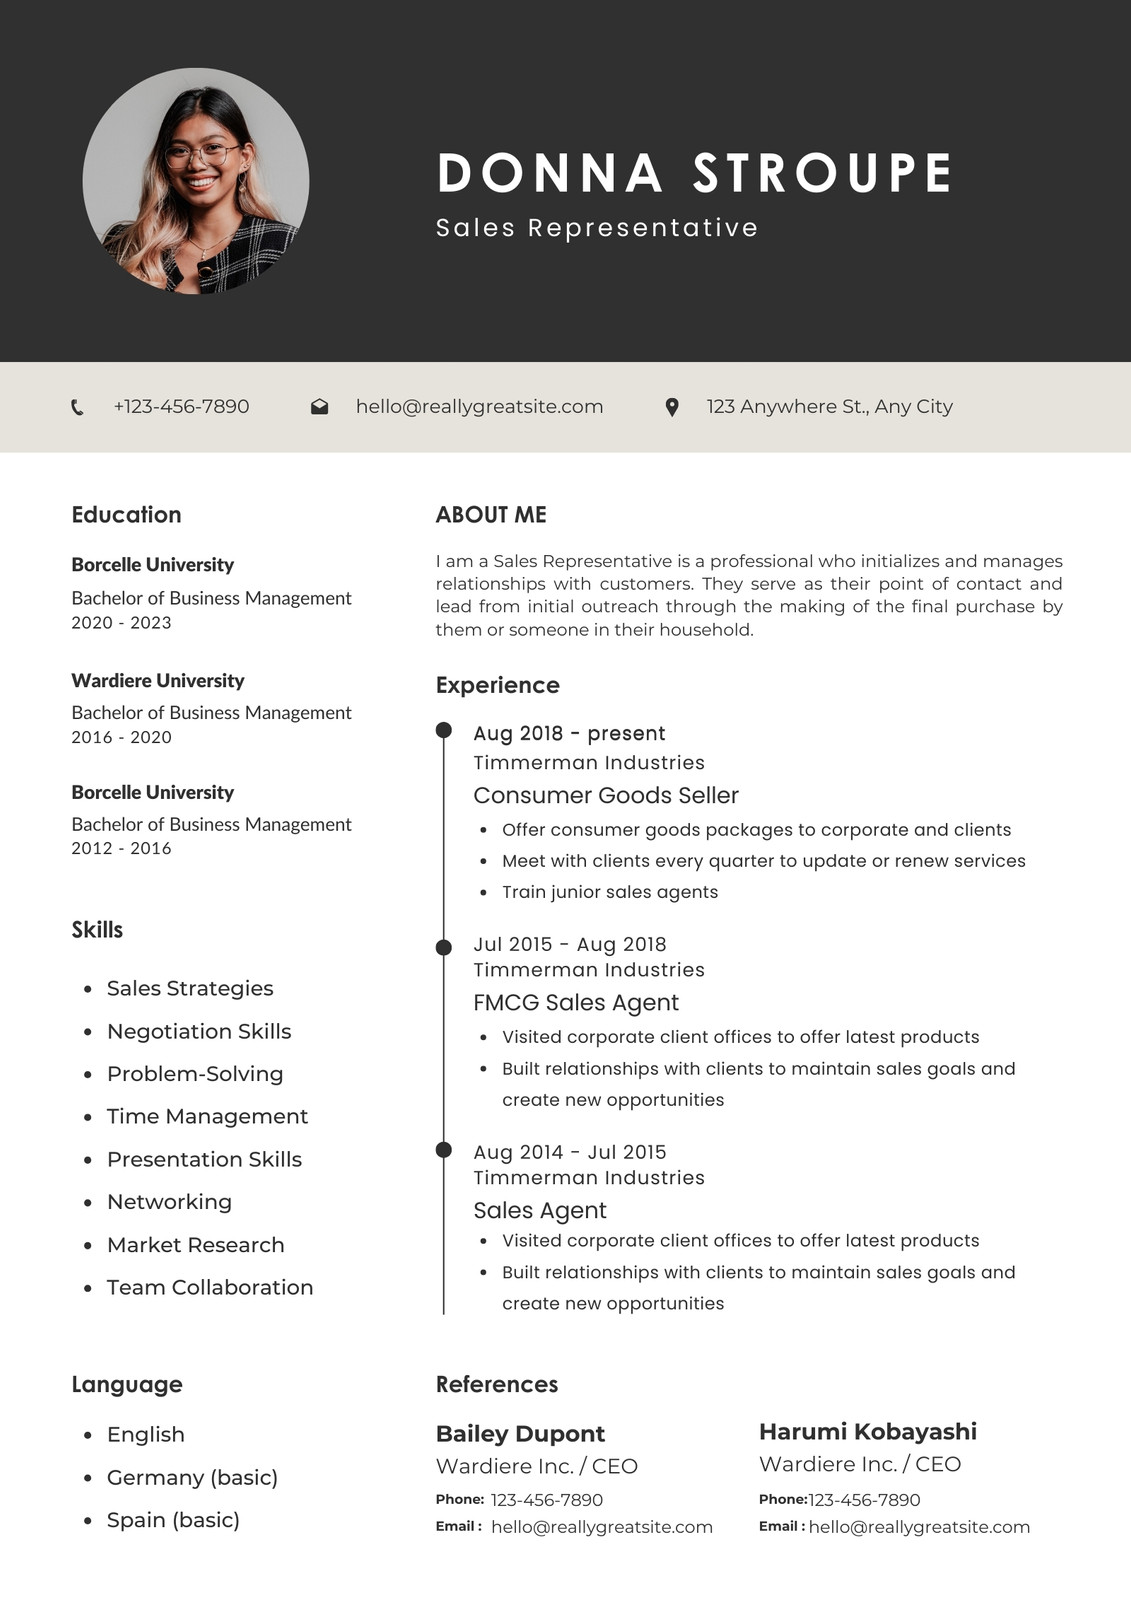 DONNA STROUPE
Sales Representative
+123-456-7890
hello@reallygreatsite.com
123 Anywhere St., Any City
Education
Borcelle University
Bachelor of Business Management
2020 - 2023
Wardiere University
Bachelor of Business Management
2016 - 2020
Borcelle University
Bachelor of Business Management
2012 - 2016
Skills
• Sales Strategies
• Negotiation Skills
• Problem-Solving
• Time Management
• Presentation Skills
• Networking
• Market Research
• Team Collaboration
Language
• English
• Germany (basic)
• Spain (basic)
ABOUT ME
I am a Sales Representative is a professional who initializes and manages
relationships with customers. They serve as their point of contact and
lead from initial outreach through the making of the final purchase by
them or someone in their household.
Experience
Aug 2018 - present
Timmerman Industries
Consumer Goods Seller
• Offer consumer goods packages to corporate and clients
• Meet with clients every quarter to update or renew services
• Train junior sales agents
Jul 2015 - Aug 2018
Timmerman Industries
FMCG Sales Agent
• Visited corporate client offices to offer latest products
• Built relationships with clients to maintain sales goals and
create new opportunities
Aug 2014 - Jul 2015
Timmerman Industries
Sales Agent
• Visited corporate client offices to offer latest products
• Built relationships with clients to maintain sales goals and
create new opportunities
References
Bailey Dupont
Wardiere Inc. / CEO
Phone: 123-456-7890
Email : hello@reallygreatsite.com
Harumi Kobayashi
Wardiere Inc. / CEO
Phone:123-456-7890
Email : hello@reallygreatsite.com